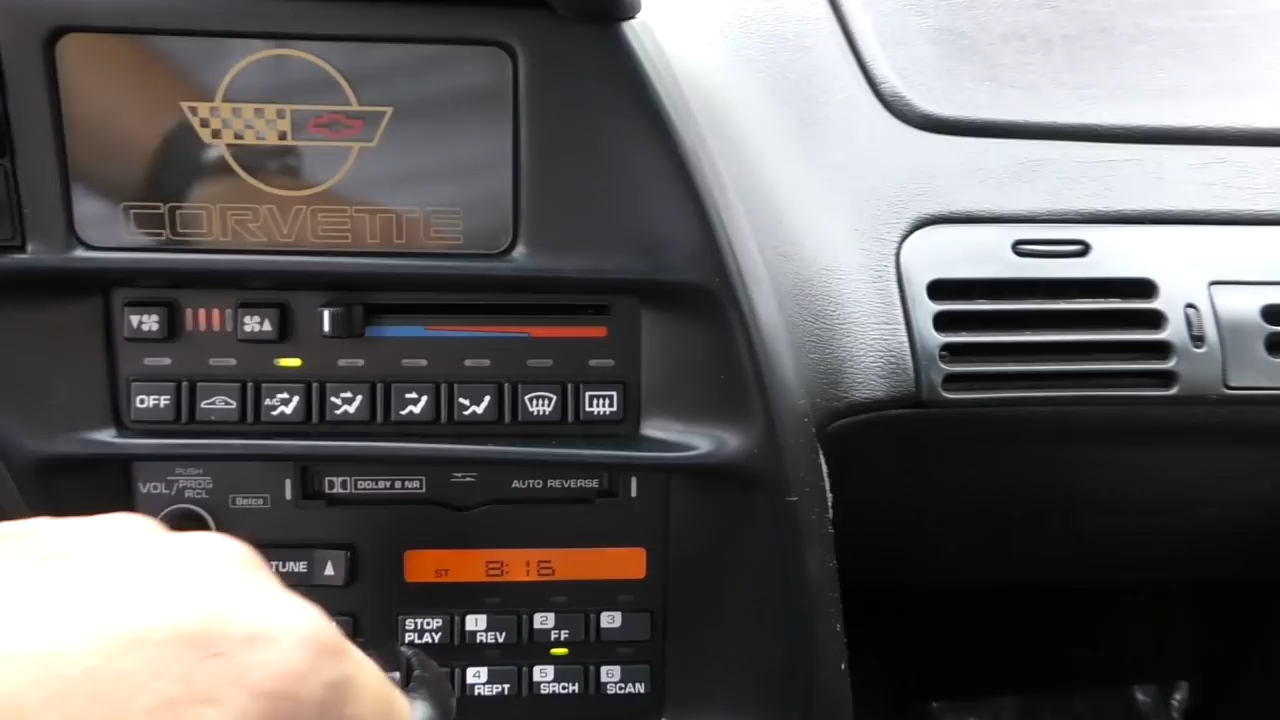 CORVETTE
OFF
A/C
PUSH
VOL/PROG
RCL
Delco
DOLBY B NR
AUTO REVERSE
TUNE
ST 8:16
STOP PLAY
1 REV
2 FF
3
4 REPT
5 SRCH
6 SCAN